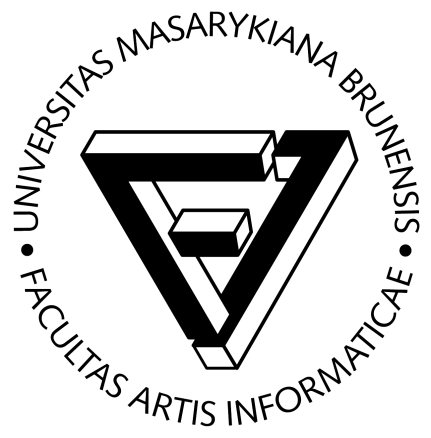 UNIVERSITAS MASARYKIANA BRUNENSIS
• FACULTAS ARTIS INFORMATICAE •